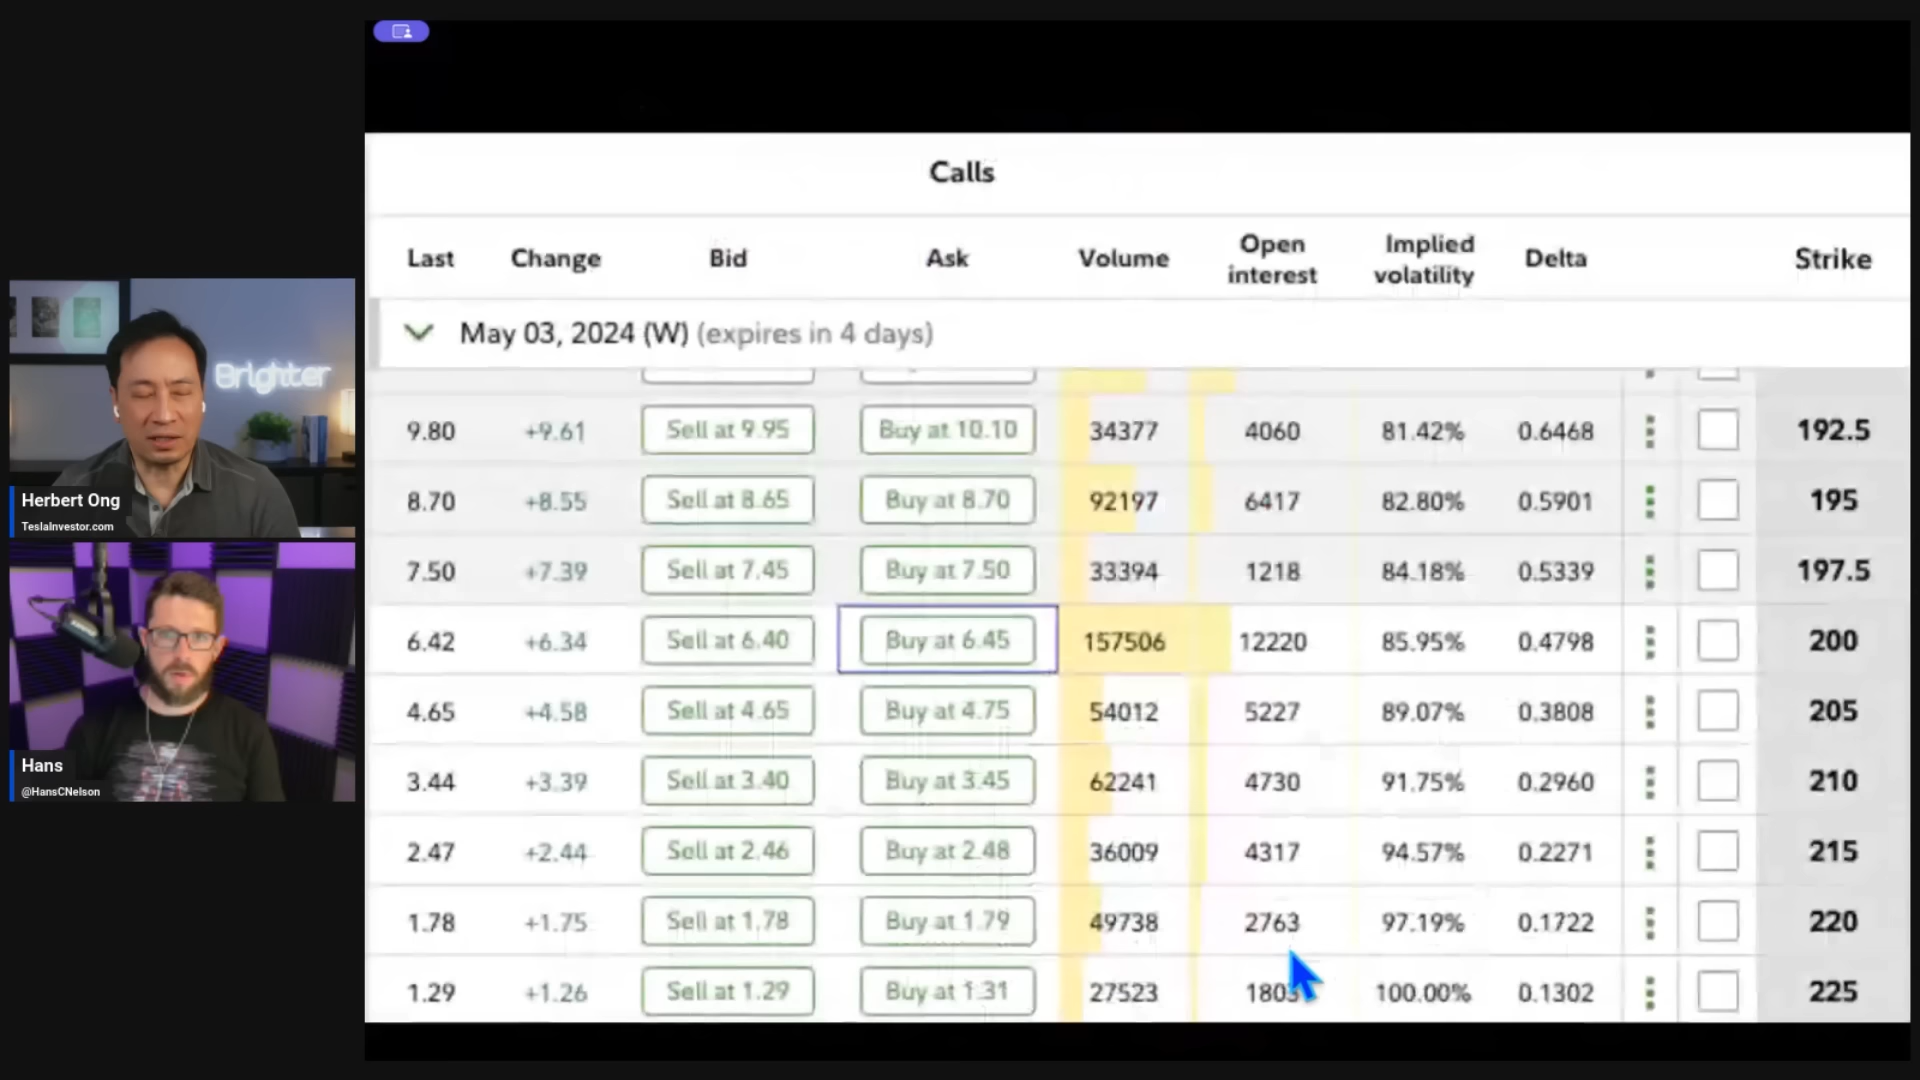 Calls
Last Change Bid Ask Volume Open interest Implied volatility Delta Strike
May 03, 2024 (W) (expires in 4 days)
9.80 +9.61 Sell at 9.95 Buy at 10.10 34377 4060 81.42% 0.6468 192.5
8.70 +8.55 Sell at 8.65 Buy at 8.70 92197 6417 82.80% 0.5901 195
7.50 +7.39 Sell at 7.45 Buy at 7.50 33394 1218 84.18% 0.5339 197.5
6.42 +6.34 Sell at 6.40 Buy at 6.45 157506 12220 85.95% 0.4798 200
4.65 +4.58 Sell at 4.65 Buy at 4.75 54012 5227 89.07% 0.3808 205
3.44 +3.39 Sell at 3.40 Buy at 3.45 62241 4730 91.75% 0.2960 210
2.47 +2.44 Sell at 2.46 Buy at 2.48 36009 4317 94.57% 0.2271 215
1.78 +1.75 Sell at 1.78 Buy at 1.79 49738 2763 97.19% 0.1722 220
1.29 +1.26 Sell at 1.29 Buy at 1.31 27523 100.00% 0.1302 225
Brighter
Herbert Ong
TeslaInvestor.com
Hans
@HansCNelson